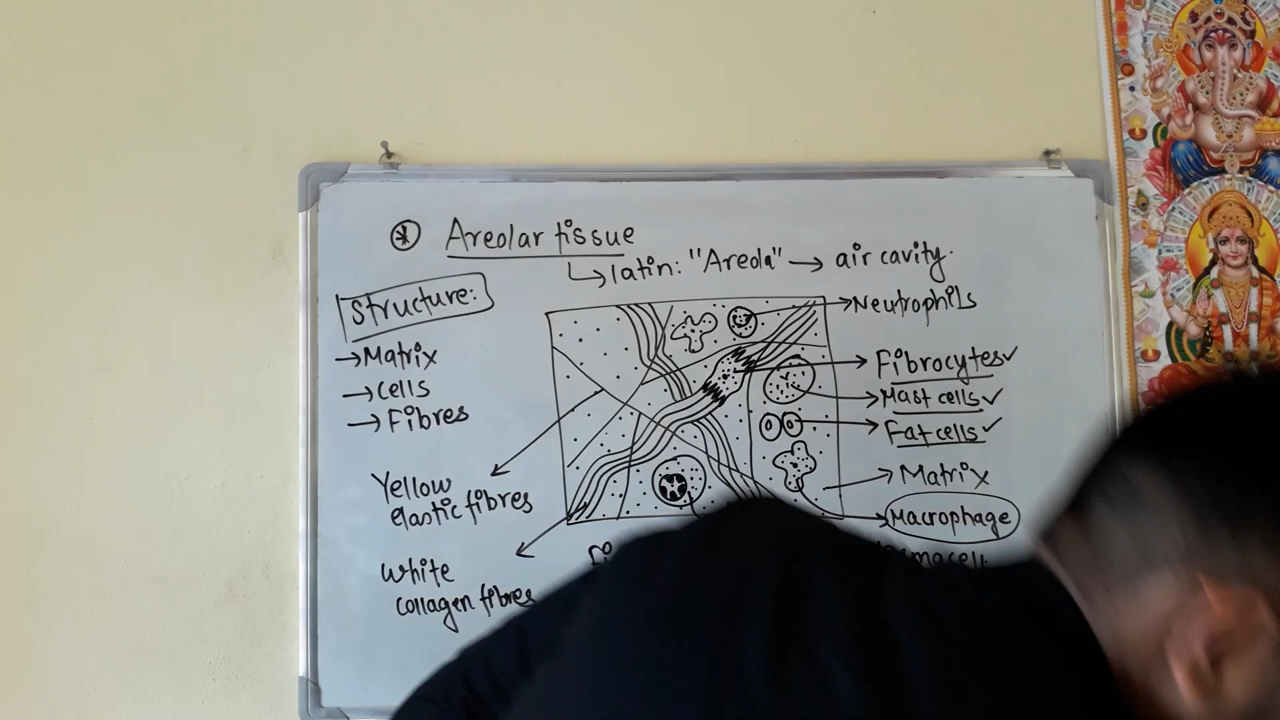 Areolar tissue
latin: "Areola" → air cavity.
Structure:
→ Matrix
→ Cells
→ Fibres
Yellow
elastic fibres
White
collagen fibres
Neutrophils
Fibrocytes ✓
Mast cells ✓
Fat cells ✓
Matrix
Macrophage